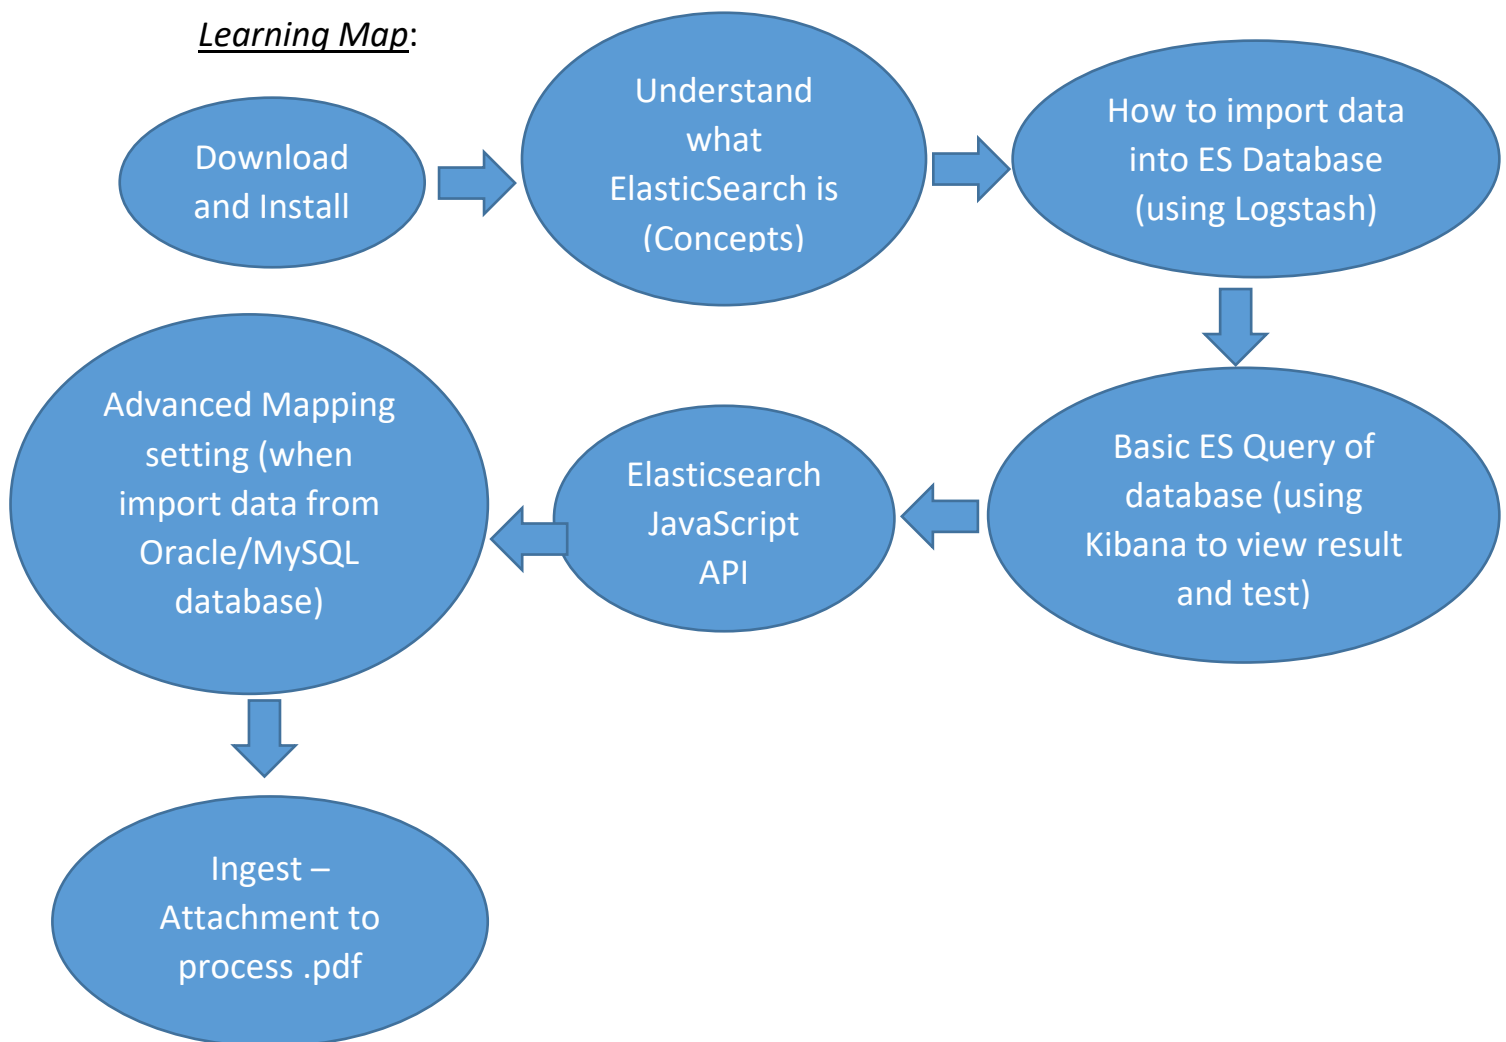 Learning Map:
Download
and Install
Understand
what
ElasticSearch is
(Concepts)
How to import data
into ES Database
(using Logstash)
Basic ES Query of
database (using
Kibana to view result
and test)
Elasticsearch
JavaScript
API
Advanced Mapping
setting (when
import data from
Oracle/MySQL
database)
Ingest –
Attachment to
process .pdf